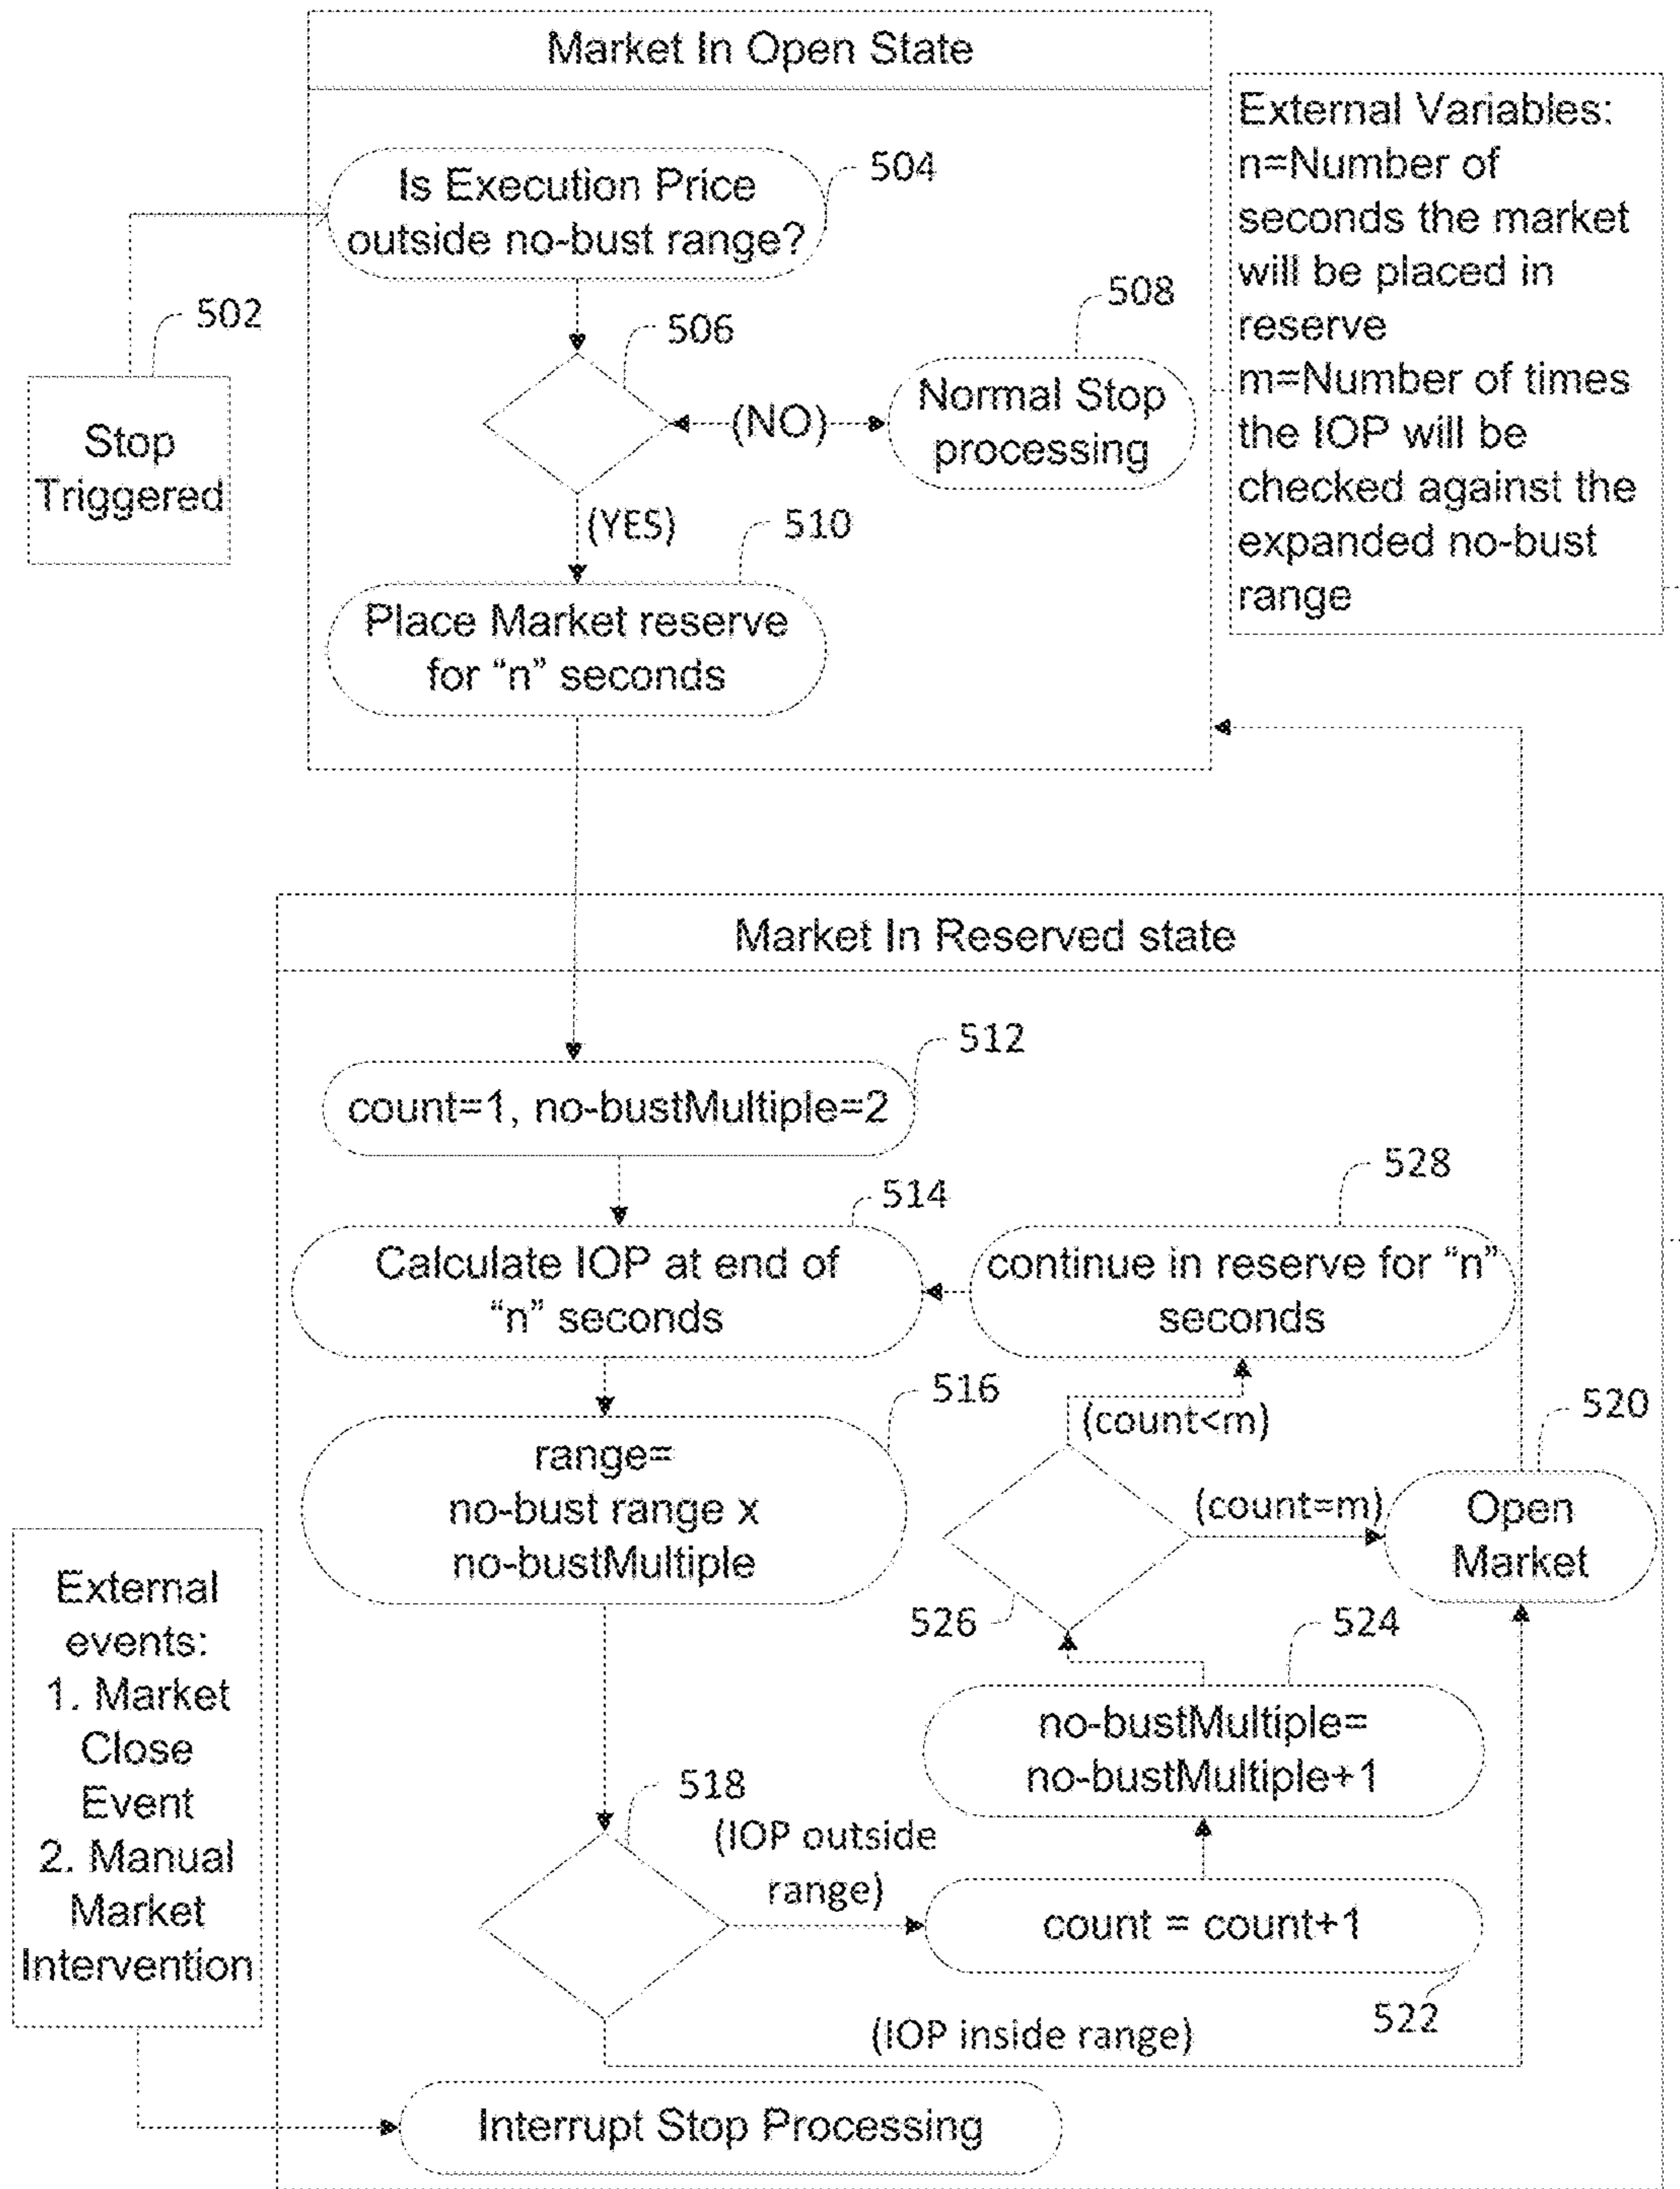 Market In Open State
Is Execution Price
outside no-bust range?
504
External Variables:
n=Number of
seconds the market
will be placed in
reserve
m=Number of times
the IOP will be
checked against the
expanded no-bust
range
502
Stop
Triggered
506
508
(NO)
Normal Stop
processing
(YES)
510
Place Market reserve
for “n” seconds
Market In Reserved state
512
count=1, no-bustMultiple=2
514
Calculate IOP at end of
“n” seconds
528
continue in reserve for “n”
seconds
516
range=
no-bust range x
no-bustMultiple
(count<m)
(count=m)
520
Open
Market
526
524
no-bustMultiple=
no-bustMultiple+1
518
(IOP outside
range)
count = count+1
522
(IOP inside range)
External
events:
1. Market
Close
Event
2. Manual
Market
Intervention
Interrupt Stop Processing